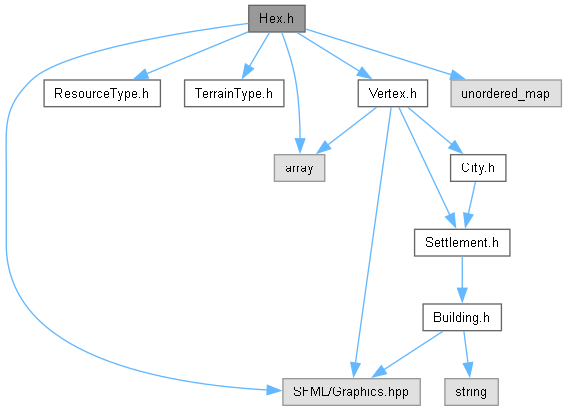 Hex.h
ResourceType.h
TerrainType.h
Vertex.h
unordered_map
array
City.h
Settlement.h
Building.h
SFML/Graphics.hpp
string